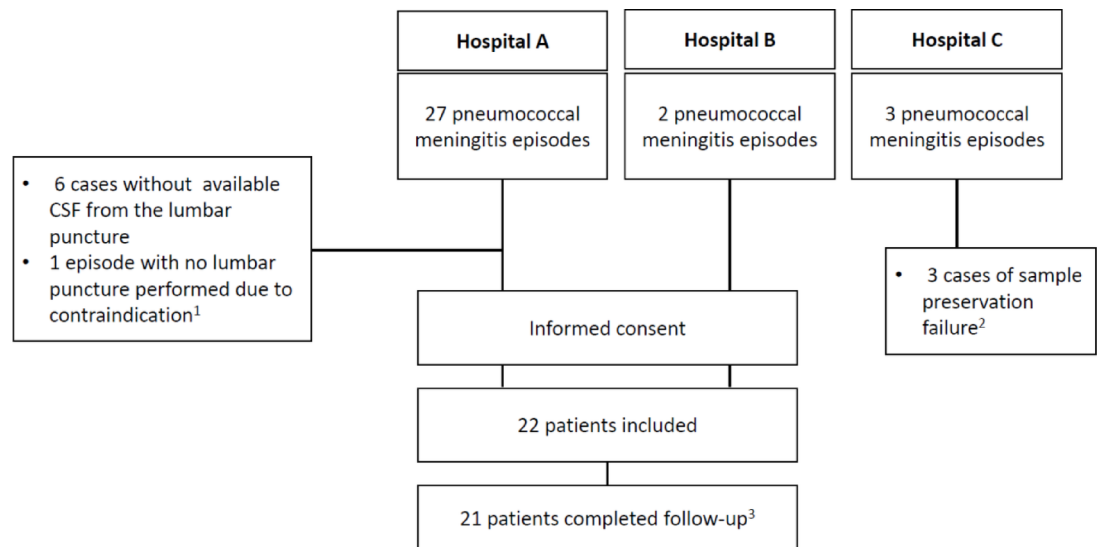 Hospital A
Hospital B
Hospital C
27 pneumococcal
meningitis episodes
2 pneumococcal
meningitis episodes
3 pneumococcal
meningitis episodes
• 6 cases without available
CSF from the lumbar
puncture
• 1 episode with no lumbar
puncture performed due to
contraindication¹
• 3 cases of sample
preservation
failure²
Informed consent
22 patients included
21 patients completed follow-up³